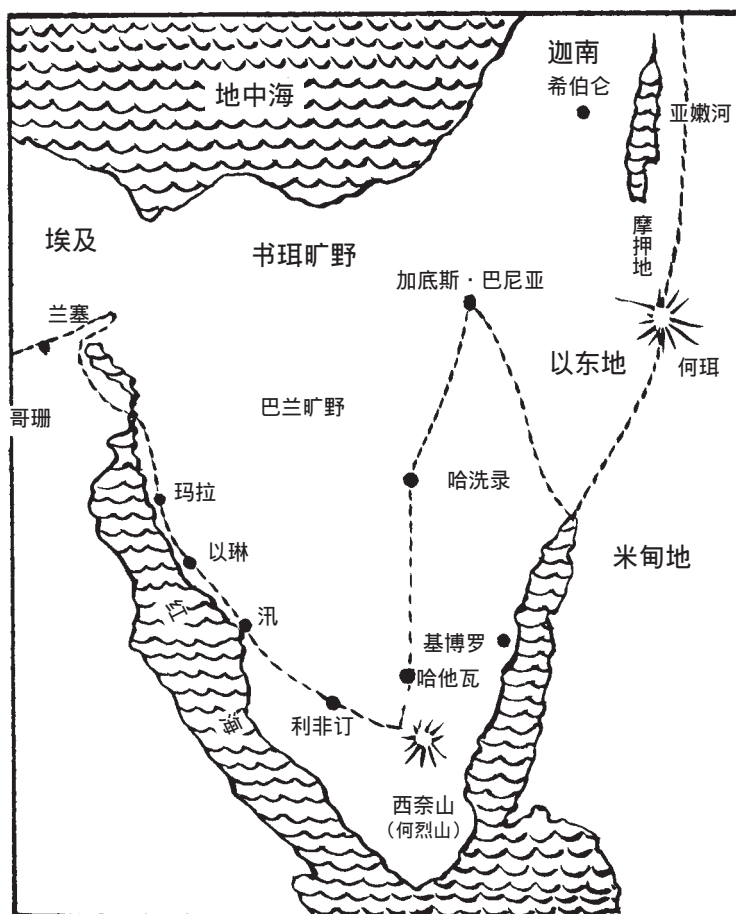 迦南
希伯仑
地中海
亚嫩河
埃及
书珥旷野
摩押地
加底斯·巴尼亚
兰塞
以东地
何珥
巴兰旷野
哥珊
哈洗录
玛拉
以琳
米甸地
红海
汛
基博罗
哈他瓦
利非订
西奈山
(何烈山)